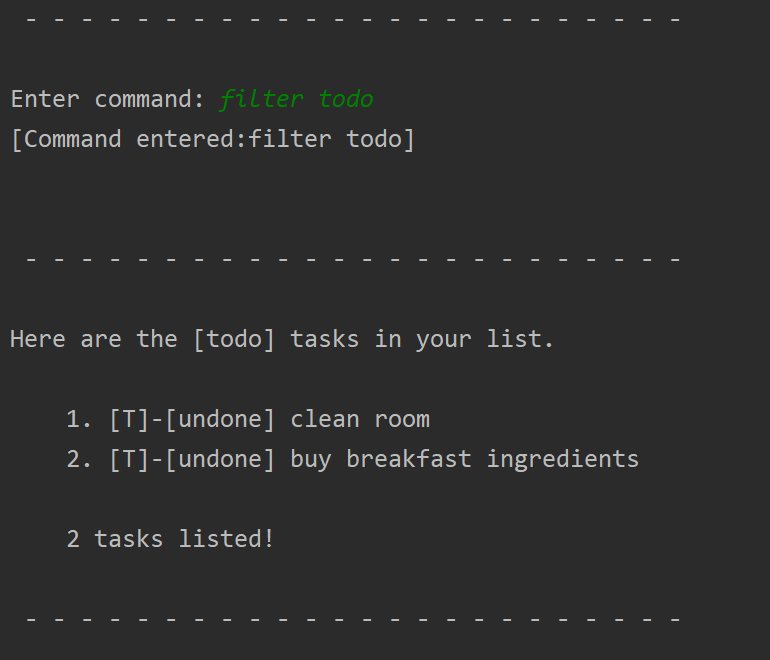 - - - - - - - - - - - - - - - - - - - - - - - -
Enter command: filter todo
[Command entered:filter todo]
- - - - - - - - - - - - - - - - - - - - - - - -
Here are the [todo] tasks in your list.
1. [T]-[undone] clean room
2. [T]-[undone] buy breakfast ingredients
2 tasks listed!
- - - - - - - - - - - - - - - - - - - - - - - -